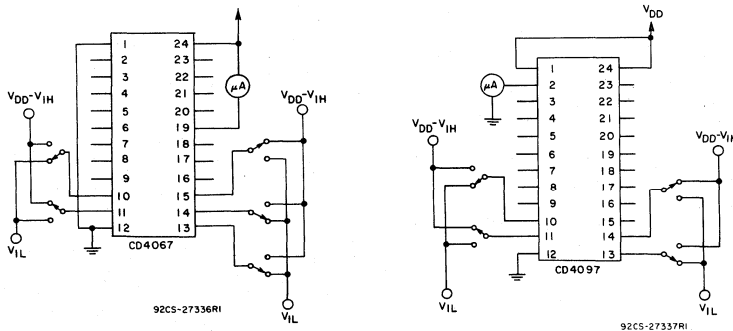 1 24
2 23
3 22
4 21
5 20
6 19
7 18
8 17
9 16
10 15
11 14
12 13
CD4067
μA
VDD-VIH
VIL
VDD-VIH
VIL
92CS-27336RI
VDD
1 24
2 23
3 22
4 21
5 20
6 19
7 18
8 17
9 16
10 15
11 14
12 13
CD4097
μA
VDD-VIH
VIL
VDD-VI
VIL
92CS-27337RI